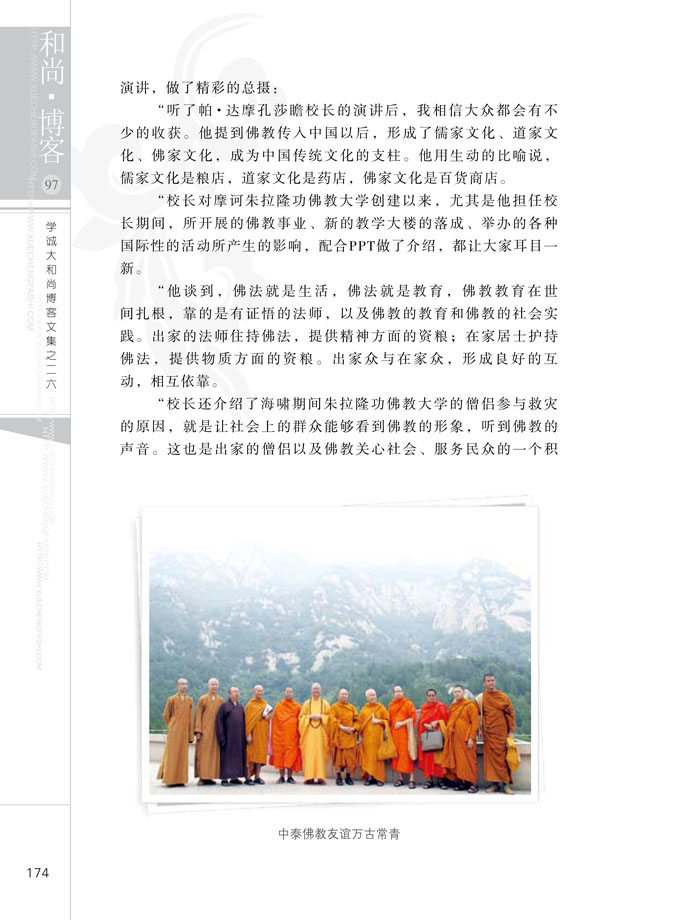 和尚·博客
97
学诚大和尚博客文集之二六
HTTP://WWW.XUECHENGFASHI.COM
演讲，做了精彩的总摄：
“听了帕·达摩孔莎瞻校长的演讲后，我相信大众都会有不
少的收获。他提到佛教传入中国以后，形成了儒家文化、道家文
化、佛家文化，成为中国传统文化的支柱。他用生动的比喻说，
儒家文化是粮店，道家文化是药店，佛家文化是百货商店。
“校长对摩诃朱拉隆功佛教大学创建以来，尤其是他担任校
长期间，所开展的佛教事业、新的教学大楼的落成、举办的各种
国际性的活动所产生的影响，配合PPT做了介绍，都让大家耳目一
新。
“他谈到，佛法就是生活，佛法就是教育，佛教教育在世
间扎根，靠的是有证悟的法师，以及佛教的教育和佛教的社会实
践。出家的法师住持佛法，提供精神方面的资粮；在家居士护持
佛法，提供物质方面的资粮。出家众与在家众，形成良好的互
动，相互依靠。
“校长还介绍了海啸期间朱拉隆功佛教大学的僧侣参与救灾
的原因，就是让社会上的群众能够看到佛教的形象，听到佛教的
声音。这也是出家的僧侣以及佛教关心社会、服务民众的一个积
中泰佛教友谊万古常青
174